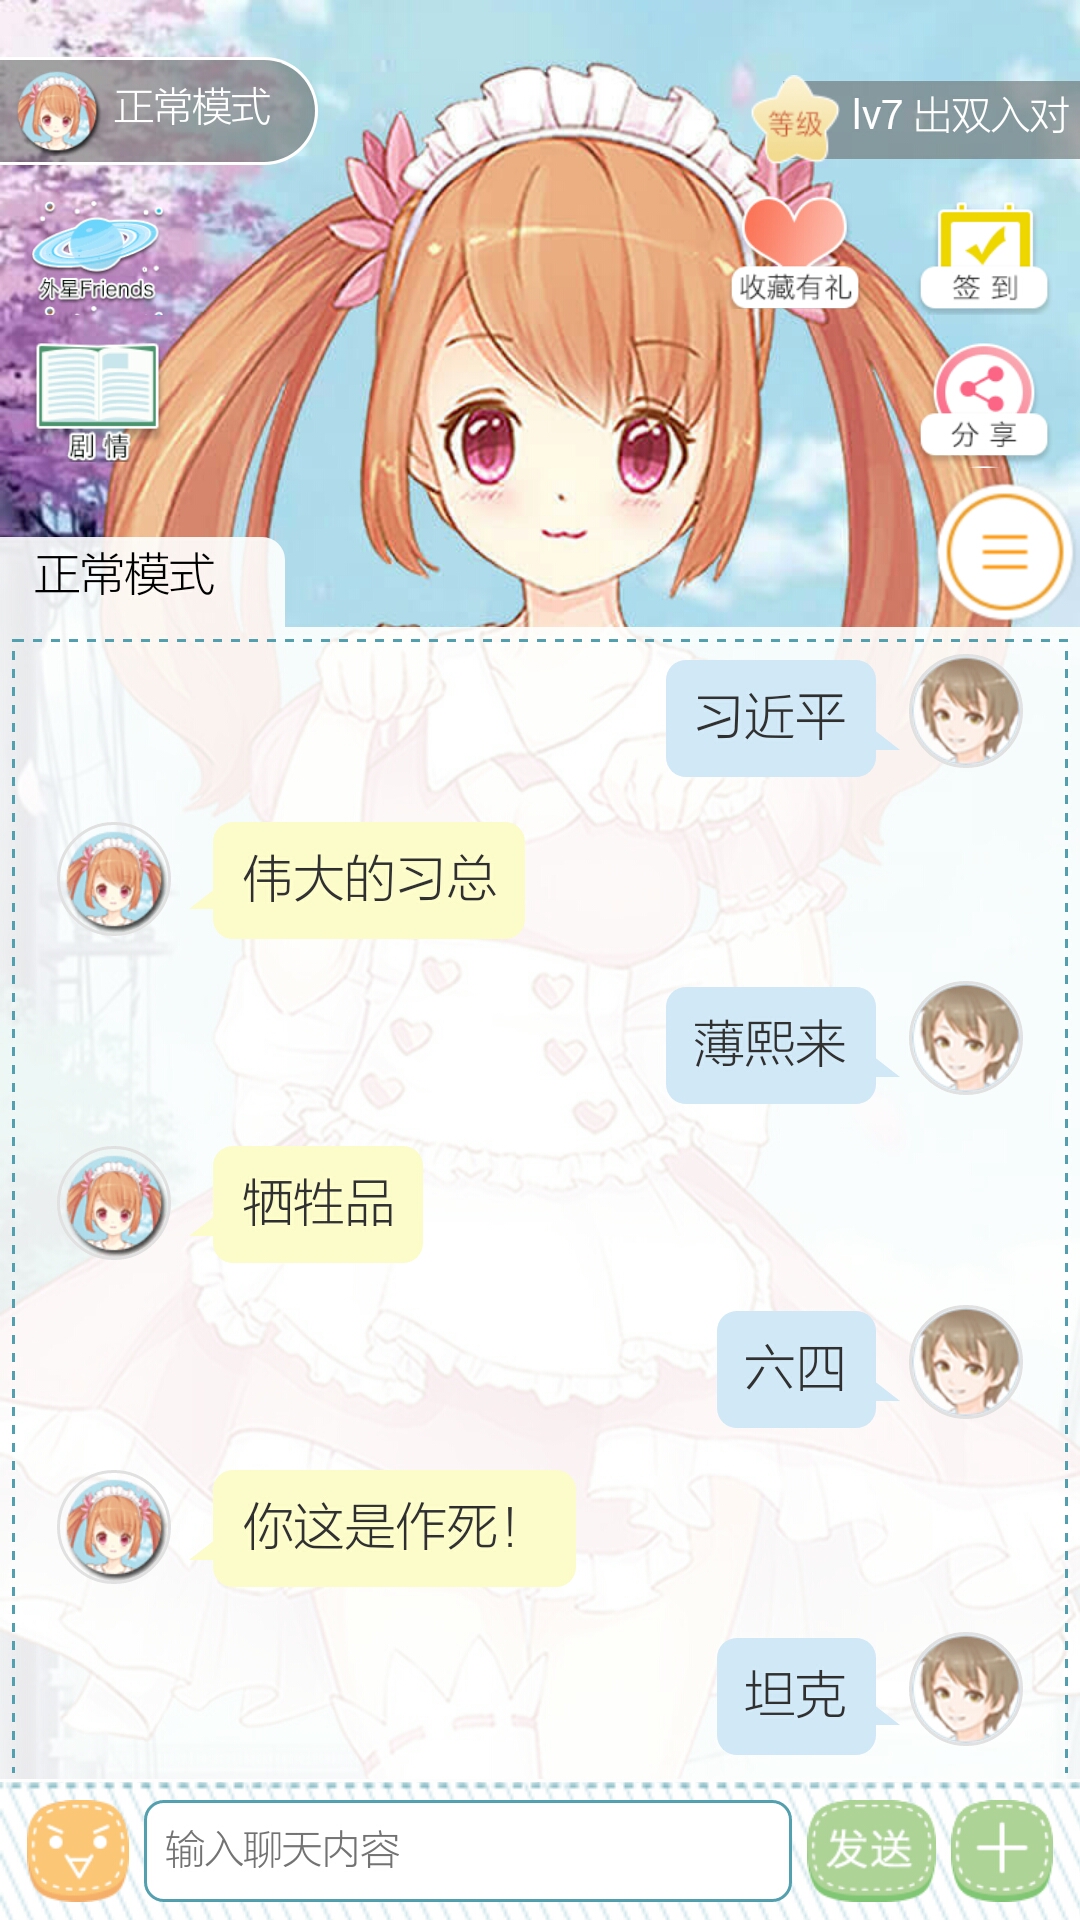 正常模式
等级
lv7 出双入对
外星Friends
收藏有礼
签到
剧情
分享
正常模式
习近平
伟大的习总
薄熙来
牺牲品
六四
你这是作死！
坦克
输入聊天内容
发送